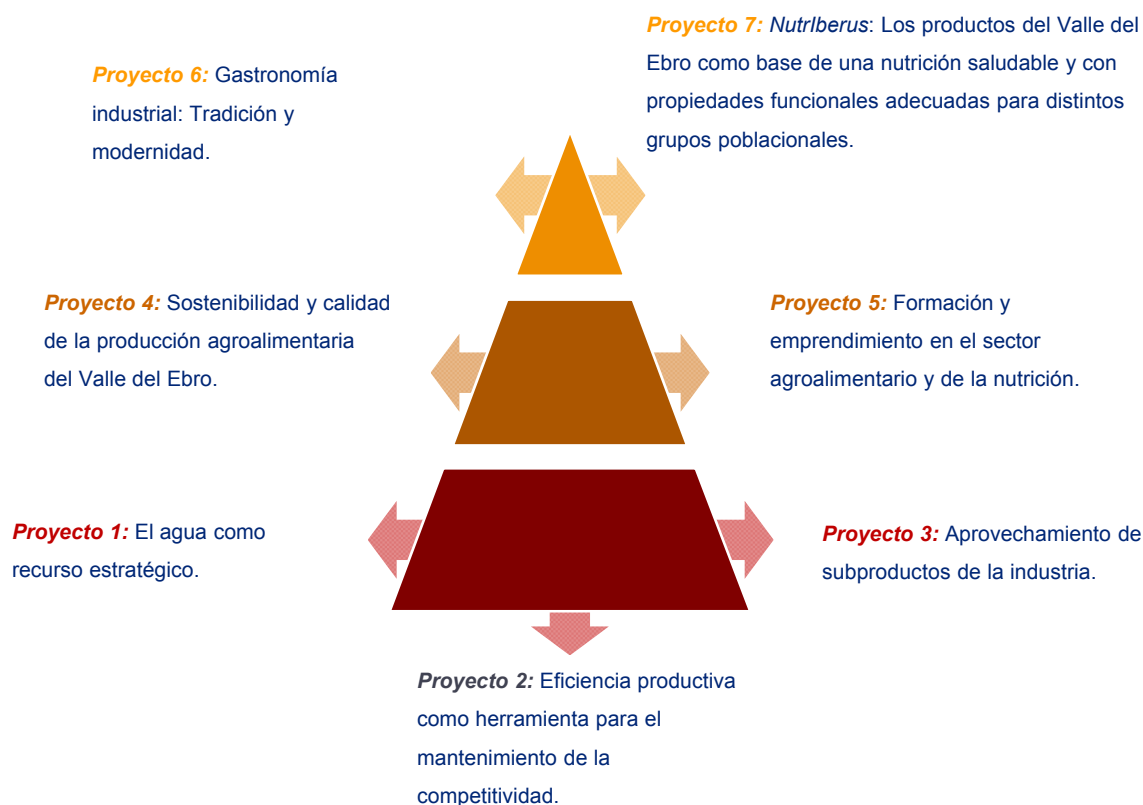 Proyecto 6: Gastronomía
industrial: Tradición y
modernidad.
Proyecto 7: NutrIberus: Los productos del Valle del
Ebro como base de una nutrición saludable y con
propiedades funcionales adecuadas para distintos
grupos poblacionales.
Proyecto 4: Sostenibilidad y calidad
de la producción agroalimentaria
del Valle del Ebro.
Proyecto 5: Formación y
emprendimiento en el sector
agroalimentario y de la nutrición.
Proyecto 1: El agua como
recurso estratégico.
Proyecto 3: Aprovechamiento de
subproductos de la industria.
Proyecto 2: Eficiencia productiva
como herramienta para el
mantenimiento de la
competitividad.